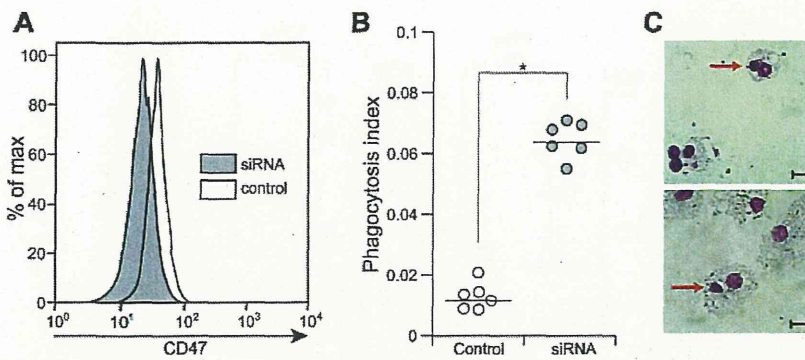 A
% of max
100
80
60
40
20
0
10⁰
10¹
10²
10³
10⁴
CD47
siRNA
control
B
Phagocytosis index
0.1
0.08
0.06
0.04
0.02
0
*
Control
siRNA
C